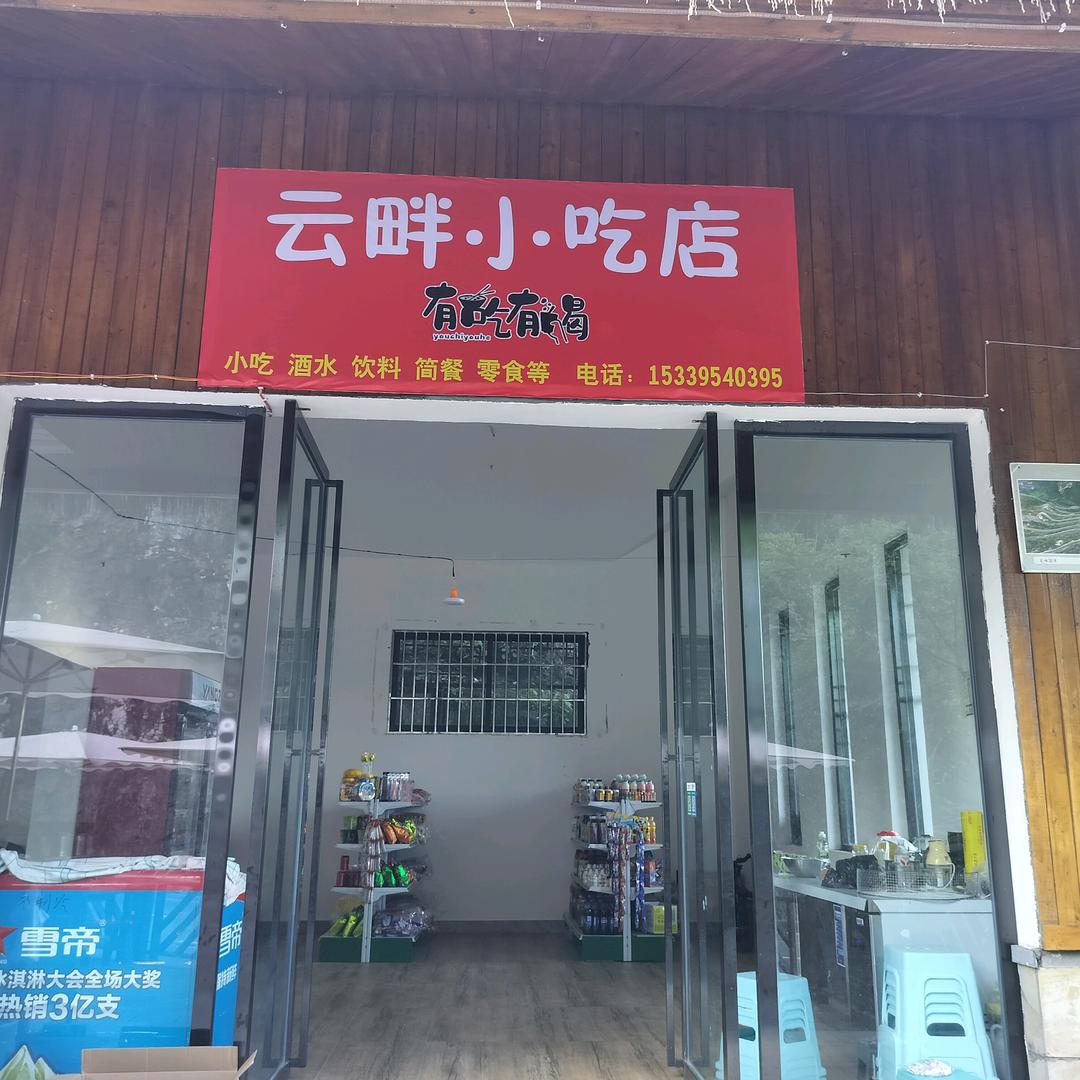 云畔·小·吃店
有吃有喝
youchiyouhe
小吃 酒水 饮料 简餐 零食等 电话：15339540395
雪帝
冰淇淋大会全场大奖
热销3亿支
雪帝